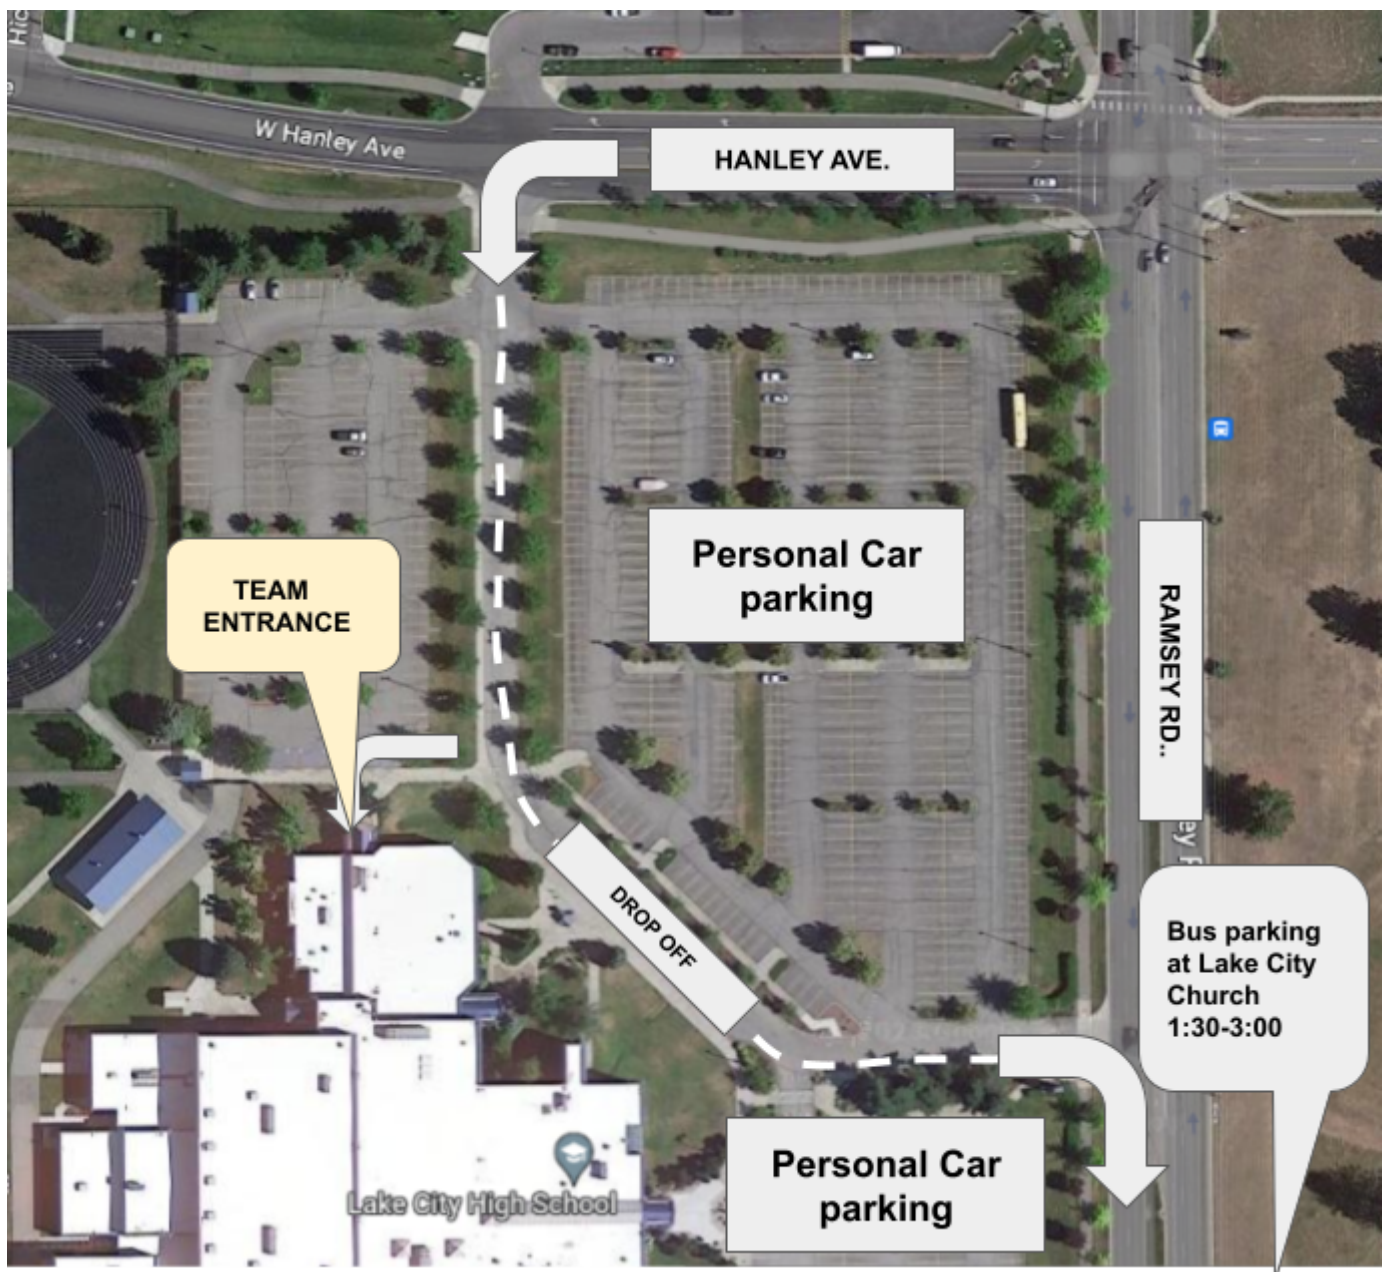 W Hanley Ave
HANLEY AVE.
Personal Car
parking
TEAM
ENTRANCE
RAMSEY RD..
DROP OFF
Bus parking
at Lake City
Church
1:30-3:00
Personal Car
parking
Lake City High School